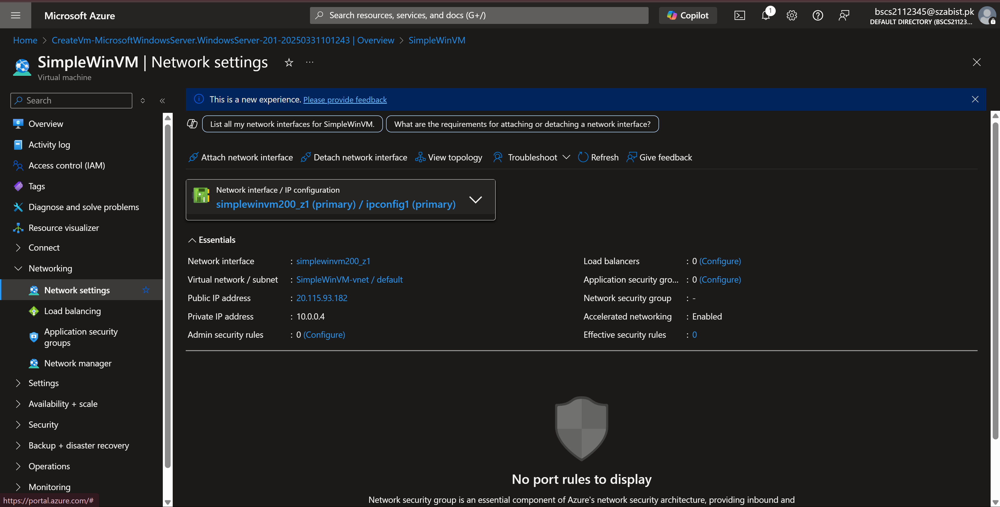 Microsoft Azure
Search resources, services, and docs (G+/)
Copilot
1
bscs2112345@szabist.pk
DEFAULT DIRECTORY (BSCS21123...
Home > CreateVm-MicrosoftWindowsServer.WindowsServer-201-20250331101243 | Overview > SimpleWinVM
SimpleWinVM | Network settings
Virtual machine
Search
Overview
Activity log
Access control (IAM)
Tags
Diagnose and solve problems
Resource visualizer
Connect
Networking
Network settings
Load balancing
Application security
groups
Network manager
Settings
Availability + scale
Security
Backup + disaster recovery
Operations
Monitoring
https://portal.azure.com/#
This is a new experience. Please provide feedback
List all my network interfaces for SimpleWinVM.
What are the requirements for attaching or detaching a network interface?
Attach network interface
Detach network interface
View topology
Troubleshoot
Refresh
Give feedback
Network interface / IP configuration
simplewinvm200_z1 (primary) / ipconfig1 (primary)
Essentials
Network interface : simplewinvm200_z1
Virtual network / subnet : SimpleWinVM-vnet / default
Public IP address : 20.115.93.182
Private IP address : 10.0.0.4
Admin security rules : 0 (Configure)
Load balancers : 0 (Configure)
Application security gro... : 0 (Configure)
Network security group : -
Accelerated networking : Enabled
Effective security rules : 0
No port rules to display
Network security group is an essential component of Azure's network security architecture, providing inbound and